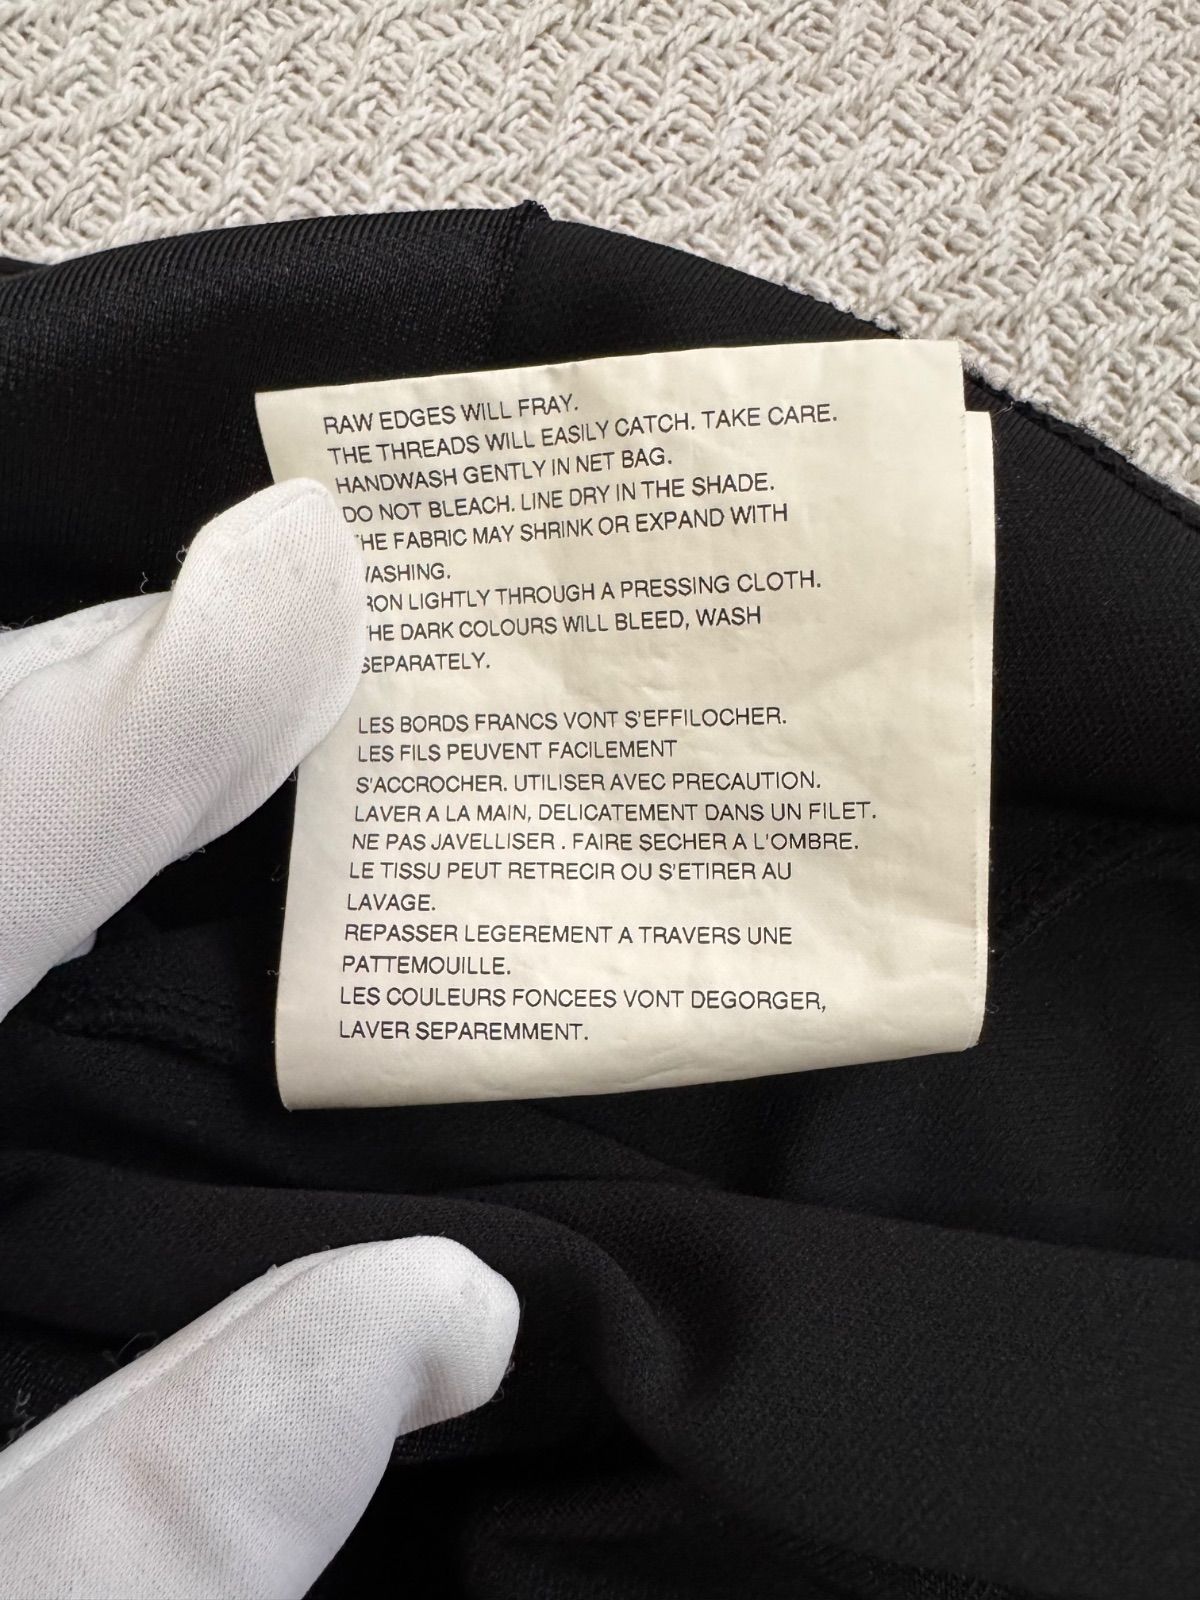 RAW EDGES WILL FRAY.
THE THREADS WILL EASILY CATCH. TAKE CARE.
HANDWASH GENTLY IN NET BAG.
DO NOT BLEACH. LINE DRY IN THE SHADE.
THE FABRIC MAY SHRINK OR EXPAND WITH
WASHING.
IRON LIGHTLY THROUGH A PRESSING CLOTH.
THE DARK COLOURS WILL BLEED, WASH
SEPARATELY.
LES BORDS FRANCS VONT S'EFFILOCHER.
LES FILS PEUVENT FACILEMENT
S'ACCROCHER. UTILISER AVEC PRECAUTION.
LAVER A LA MAIN, DELICATEMENT DANS UN FILET.
NE PAS JAVELLISER . FAIRE SECHER A L'OMBRE.
LE TISSU PEUT RETRECIR OU S'ETIRER AU
LAVAGE.
REPASSER LEGEREMENT A TRAVERS UNE
PATTEMOUILLE.
LES COULEURS FONCEES VONT DEGORGER,
LAVER SEPAREMMENT.